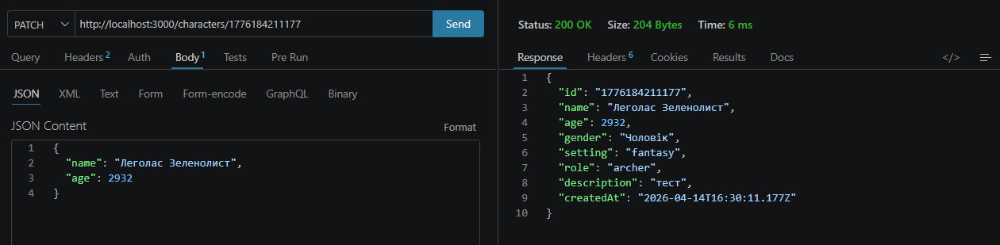 PATCH http://localhost:3000/characters/1776184211177 Send
Query Headers 2 Auth Body 1 Tests Pre Run
JSON XML Text Form Form-encode GraphQL Binary
JSON Content Format
1 {
2 "name": "Леголас Зеленолист",
3 "age": 2932
4 }
Status: 200 OK Size: 204 Bytes Time: 6 ms
Response Headers 6 Cookies Results Docs </>
1 {
2 "id": "1776184211177",
3 "name": "Леголас Зеленолист",
4 "age": 2932,
5 "gender": "Чоловік",
6 "setting": "fantasy",
7 "role": "archer",
8 "description": "тест",
9 "createdAt": "2026-04-14T16:30:11.177Z"
10 }